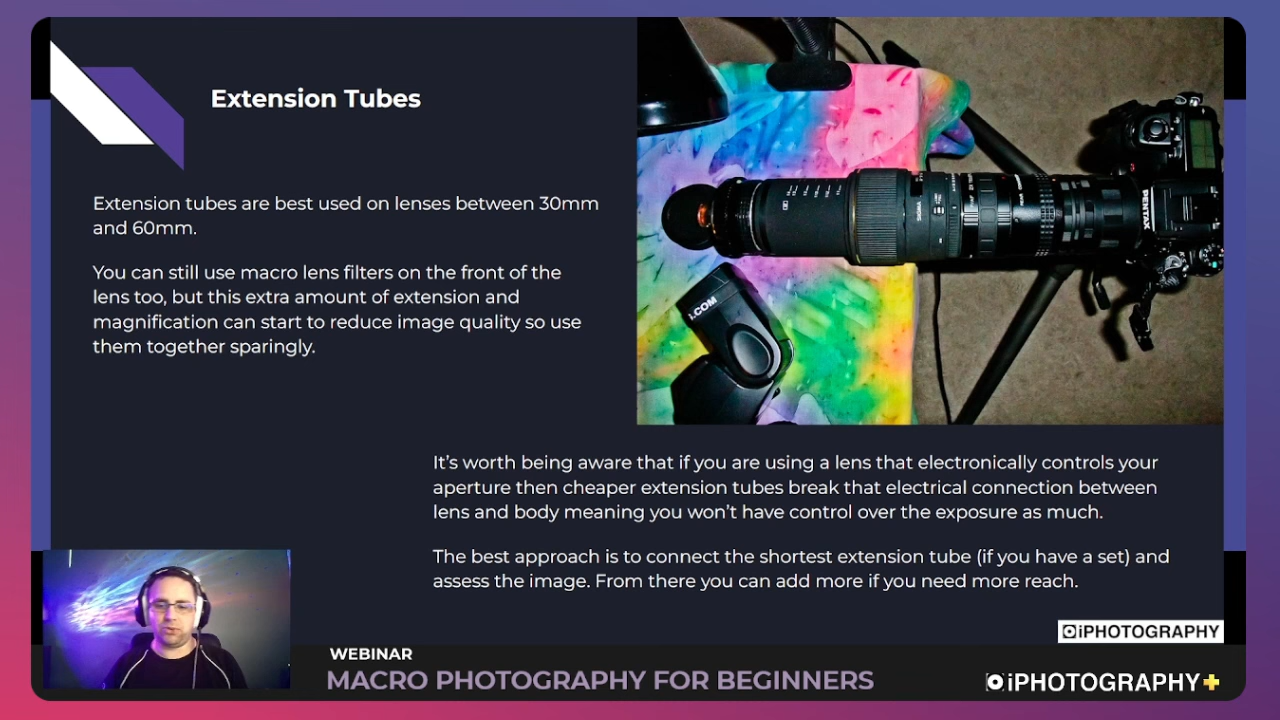 Extension Tubes
Extension tubes are best used on lenses between 30mm
and 60mm.
You can still use macro lens filters on the front of the
lens too, but this extra amount of extension and
magnification can start to reduce image quality so use
them together sparingly.
SIGMA
PENTAX
i.COM
It's worth being aware that if you are using a lens that electronically controls your
aperture then cheaper extension tubes break that electrical connection between
lens and body meaning you won't have control over the exposure as much.
The best approach is to connect the shortest extension tube (if you have a set) and
assess the image. From there you can add more if you need more reach.
iPHOTOGRAPHY
WEBINAR
MACRO PHOTOGRAPHY FOR BEGINNERS
iPHOTOGRAPHY+